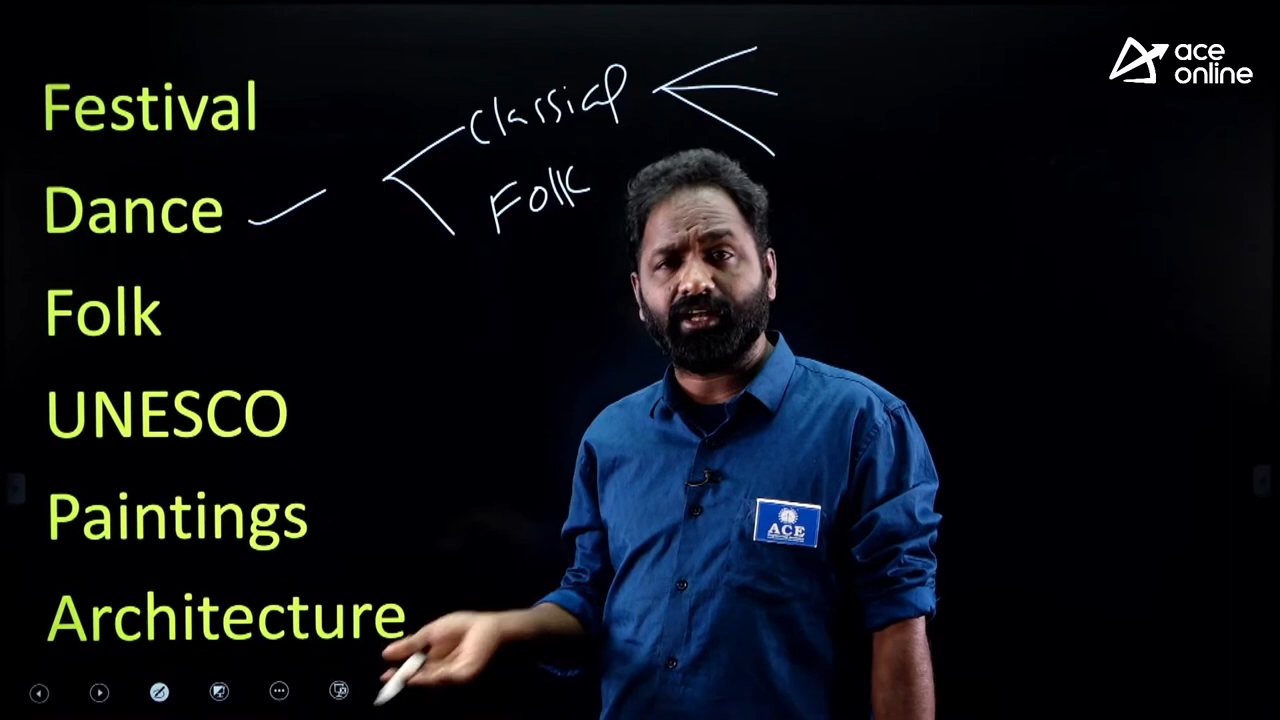 ace
online
Festival
Classical
Dance
Folk
Folk
UNESCO
Paintings
ACE
Architecture